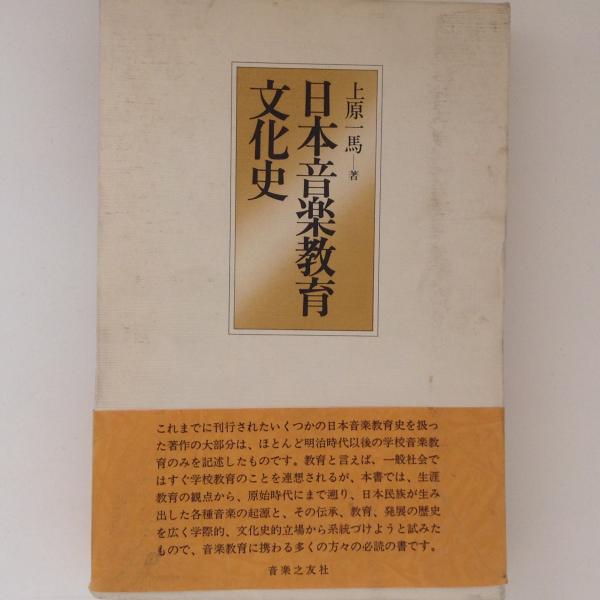 上原一馬―著
日本音楽教育
文化史
これまでに刊行されたいくつかの日本音楽教育史を扱っ
た著作の大部分は、ほとんど明治時代以後の学校音楽教
育のみを記述したものです。教育と言えば、一般社会で
はすぐ学校教育のことを連想されるが、本書では、生涯
教育の観点から、原始時代にまで遡り、日本民族が生み
出した各種音楽の起源と、その伝承、教育、発展の歴史
を広く学際的、文化史的立場から系統づけようと試みた
もので、音楽教育に携わる多くの方々の必読の書です。
音楽之友社